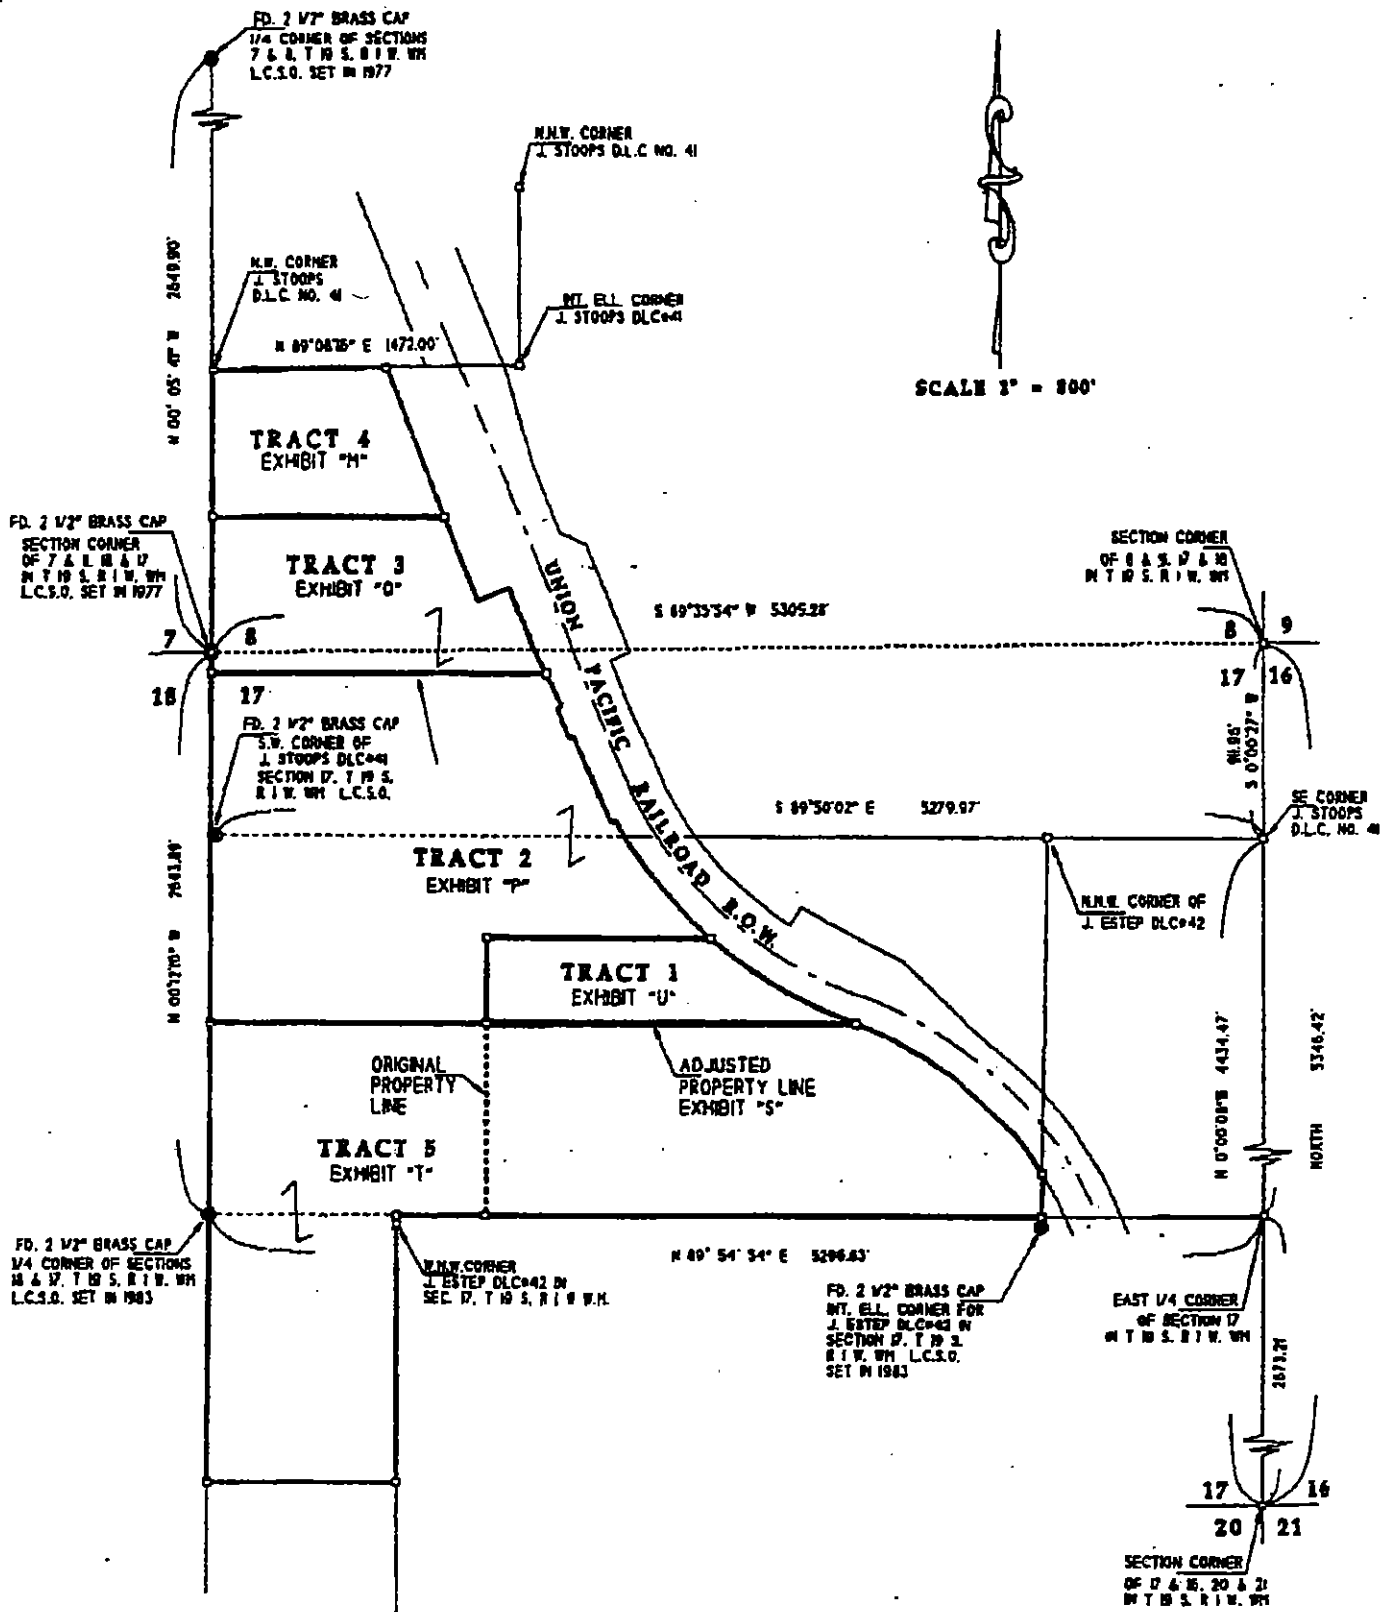 FD. 2 1/2" BRASS CAP
1/4 CORNER OF SECTIONS
7 & 8, T 19 S, R 1 W. WM
L.C.S.O. SET IN 1977
N.N.W. CORNER
J. STOOPS D.L.C NO. 41
N.W. CORNER
J. STOOPS
D.L.C. NO. 41
INT. ELL CORNER
J. STOOPS DLC#41
N 00° 05' 47" W 2649.90'
E 1472.00'
SCALE 1" = 800'
TRACT 4
EXHIBIT "M"
FD. 2 1/2" BRASS CAP
SECTION CORNER
OF 7 & 8, 18 & 17
IN T 19 S, R 1 W, WM
L.C.S.O. SET IN 1977
TRACT 3
EXHIBIT "O"
SECTION CORNER
OF 8 & 9, 17 & 16
IN T 19 S, R 1 W, WM
S 89°35'54" W 5305.28'
7 8
18 17
8 9
17 16
UNION PACIFIC RAILROAD R.O.W.
FD. 2 1/2" BRASS CAP
S.W. CORNER OF
J. STOOPS DLC#41
SECTION 17, T 19 S,
R 1 W, WM L.C.S.O.
911.95'
S 0°00'27" W
S 89°50'02" E 5279.97'
SE CORNER
J. STOOPS
D.L.C. NO. 41
TRACT 2
EXHIBIT "P"
N.N.W. CORNER OF
J. ESTEP DLC#42
TRACT 1
EXHIBIT "U"
ORIGINAL
PROPERTY
LINE
ADJUSTED
PROPERTY LINE
EXHIBIT "S"
4434.47'
NORTH 5346.42'
TRACT 5
EXHIBIT "T"
FD. 2 1/2" BRASS CAP
1/4 CORNER OF SECTIONS
18 & 17, T 19 S, R 1 W, WM
L.C.S.O. SET IN 1983
W.N.W. CORNER
J. ESTEP DLC#42 IN
SEC. 17, T 19 S, R 1 W W.M.
N 89° 54' 54" E 5296.63'
FD. 2 1/2" BRASS CAP
INT. ELL. CORNER FOR
J. ESTEP DLC#42 IN
SECTION 17, T 19 S,
R 1 W, WM L.C.S.O.
SET IN 1983
EAST 1/4 CORNER
OF SECTION 17
IN T 19 S, R 1 W, WM
2673.21
17 16
20 21
SECTION CORNER
OF 17 & 16, 20 & 21
IN T 19 S, R 1 W, WM